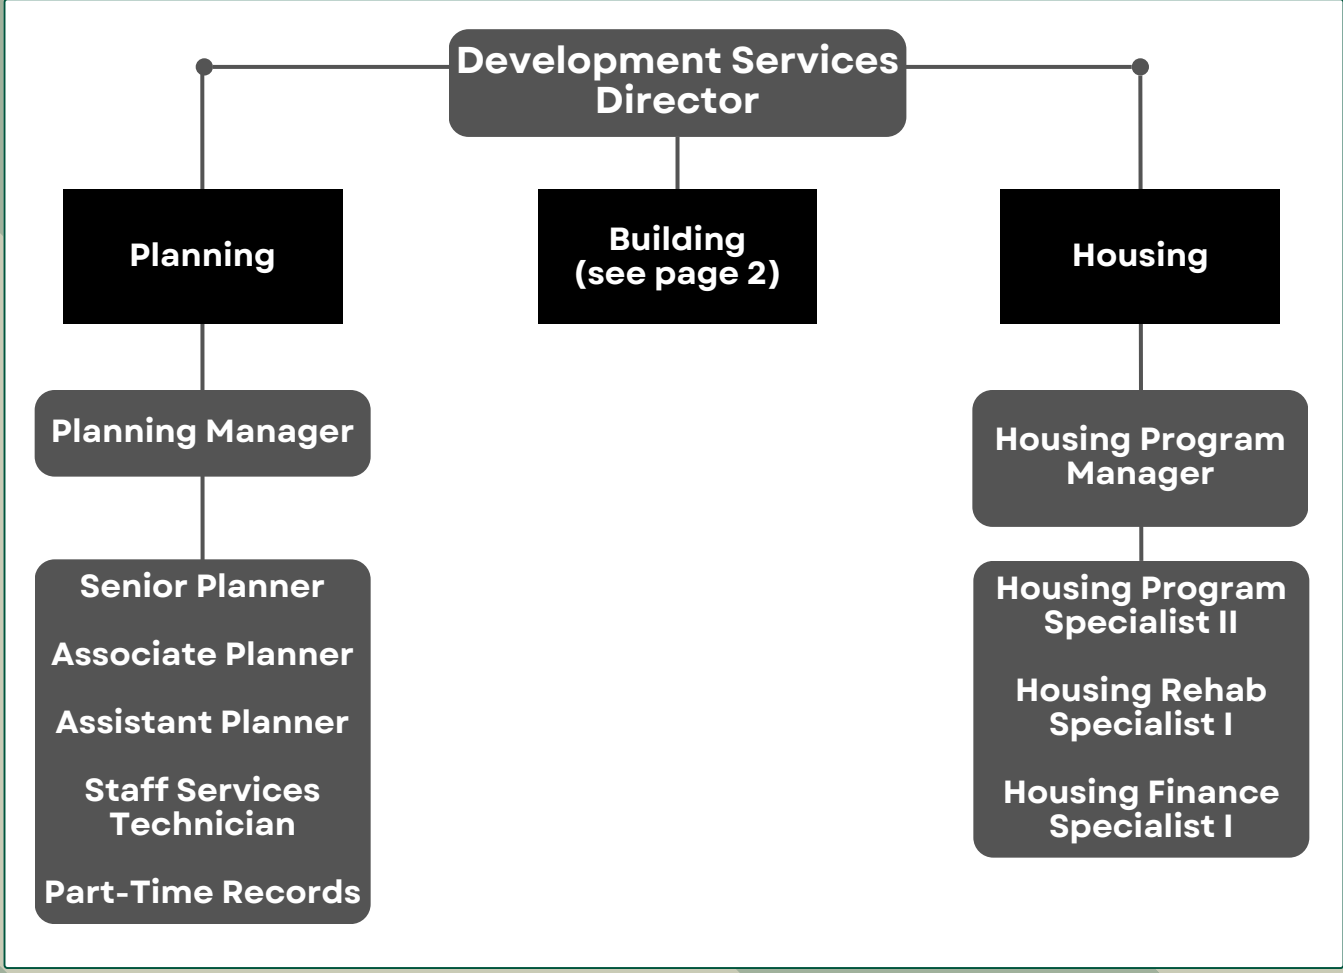 Development Services
Director
Planning
Building
(see page 2)
Housing
Planning Manager
Housing Program
Manager
Senior Planner
Associate Planner
Assistant Planner
Staff Services
Technician
Part-Time Records
Housing Program
Specialist II
Housing Rehab
Specialist I
Housing Finance
Specialist I